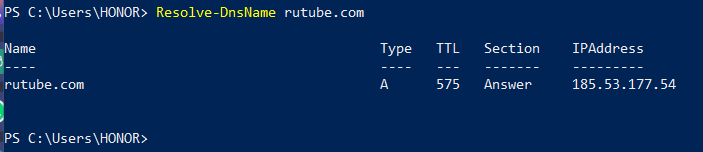 PS C:\Users\HONOR> Resolve-DnsName rutube.com
Name Type TTL Section IPAddress
---- ---- --- ------- ---------
rutube.com A 575 Answer 185.53.177.54
PS C:\Users\HONOR>